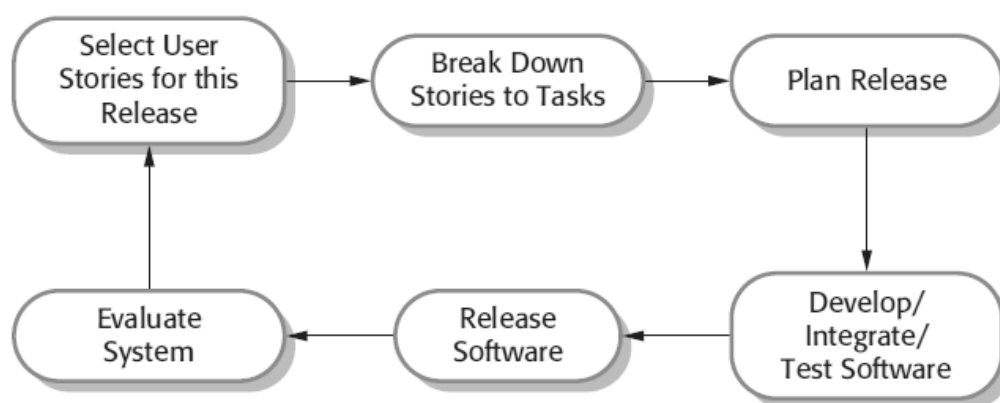 Select User
Stories for this
Release
Break Down
Stories to Tasks
Plan Release
Develop/
Integrate/
Test Software
Release
Software
Evaluate
System